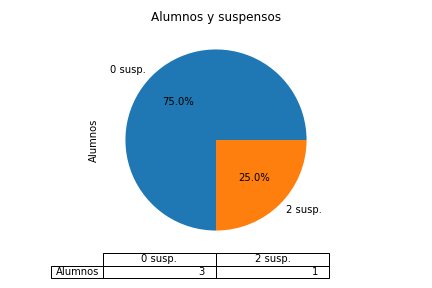 Alumnos y suspensos
0 susp.
75.0%
Alumnos
25.0%
2 susp.
0 susp. 2 susp.
Alumnos 3 1